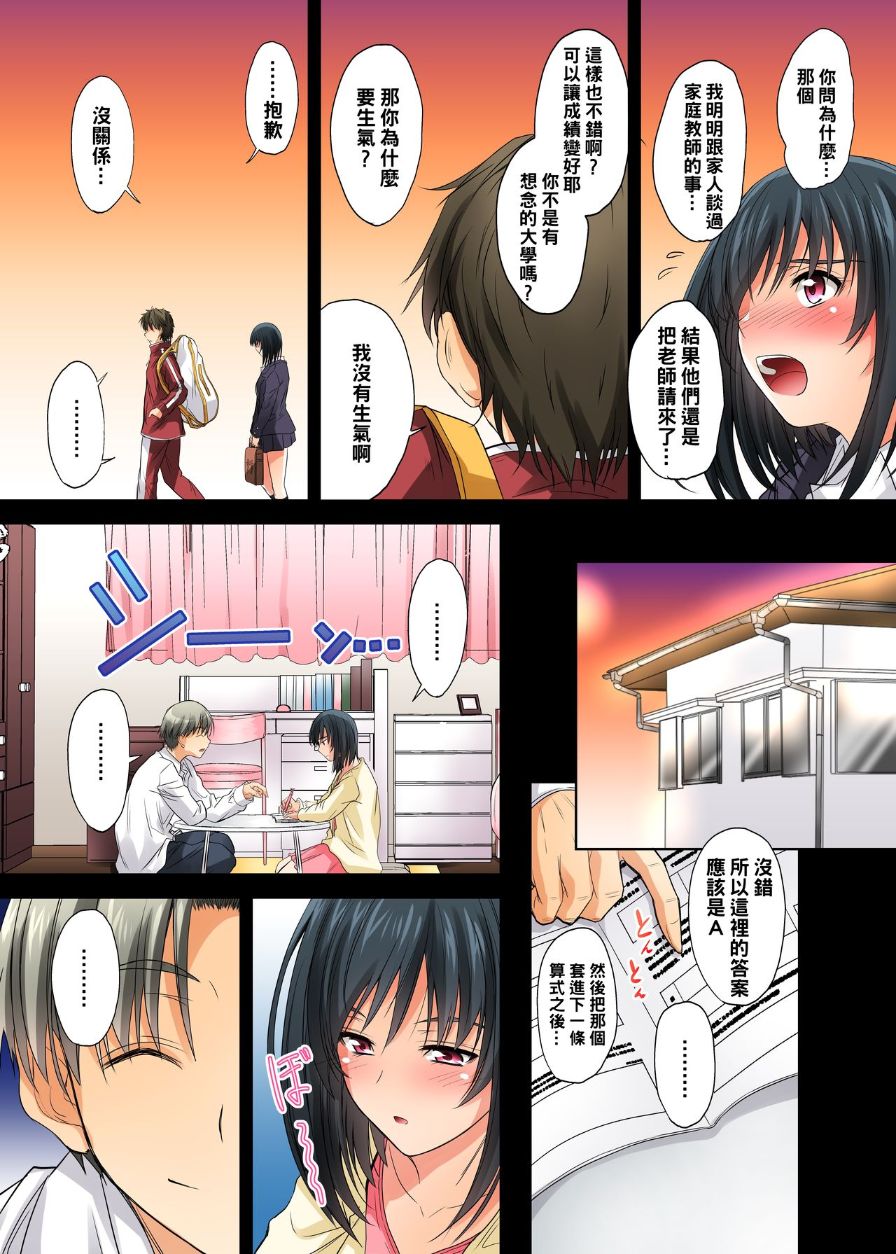 你問為什麼…
那個
我明明跟家人談過
家庭教師的事…
結果他們還是
把老師請來了…
這樣也不錯啊？
可以讓成績變好耶
你不是有
想念的大學嗎？
那你為什麼
要生氣？
我沒有生氣啊
……抱歉
沒關係…
………
沒錯
所以這裡的答案
應該是A
とんとん
然後把那個
套進下一條
算式之後…
………
………
シーーン…
………
ぼ～
………